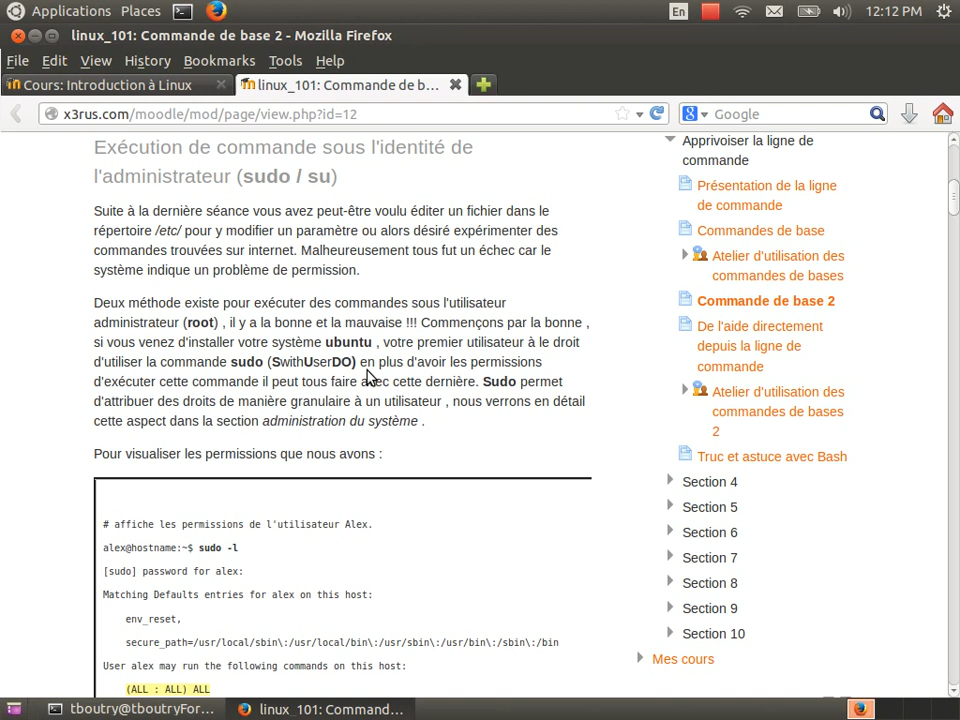 Applications Places En 12:12 PM
linux_101: Commande de base 2 - Mozilla Firefox
File Edit View History Bookmarks Tools Help
Cours: Introduction à Linux linux_101: Commande de b...
x3rus.com/moodle/mod/page/view.php?id=12 Google
Exécution de commande sous l'identité de
l'administrateur (sudo / su)
Suite à la dernière séance vous avez peut-être voulu éditer un fichier dans le
répertoire /etc/ pour y modifier un paramètre ou alors désiré expérimenter des
commandes trouvées sur internet. Malheureusement tous fut un échec car le
système indique un problème de permission.
Deux méthode existe pour exécuter des commandes sous l'utilisateur
administrateur (root) , il y a la bonne et la mauvaise !!! Commençons par la bonne ,
si vous venez d'installer votre système ubuntu , votre premier utilisateur à le droit
d'utiliser la commande sudo (SwithUserDO) en plus d'avoir les permissions
d'exécuter cette commande il peut tous faire avec cette dernière. Sudo permet
d'attribuer des droits de manière granulaire à un utilisateur , nous verrons en détail
cette aspect dans la section administration du système .
Pour visualiser les permissions que nous avons :
# affiche les permissions de l'utilisateur Alex.
alex@hostname:~$ sudo -l
[sudo] password for alex:
Matching Defaults entries for alex on this host:
env_reset,
secure_path=/usr/local/sbin\:/usr/local/bin\:/usr/sbin\:/usr/bin\:/sbin\:/bin
User alex may run the following commands on this host:
(ALL : ALL) ALL
Apprivoiser la ligne de
commande
Présentation de la ligne
de commande
Commandes de base
Atelier d'utilisation des
commandes de bases
Commande de base 2
De l'aide directement
depuis la ligne de
commande
Atelier d'utilisation des
commandes de bases
2
Truc et astuce avec Bash
Section 4
Section 5
Section 6
Section 7
Section 8
Section 9
Section 10
Mes cours
tboutry@tboutryFor... linux_101: Command...